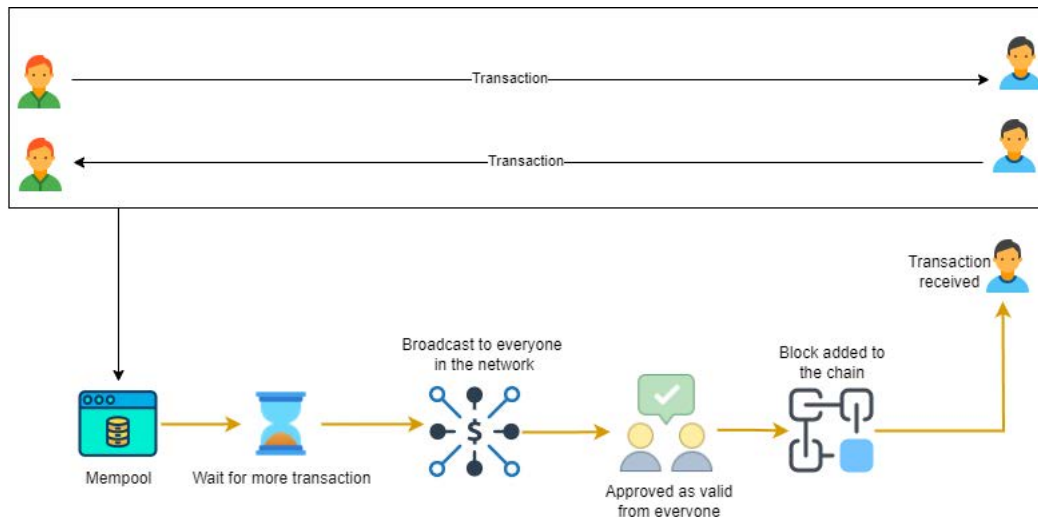 Transaction
Transaction
Transaction
received
Broadcast to everyone
in the network
Block added to
the chain
$
Mempool
Wait for more transaction
Approved as valid
from everyone